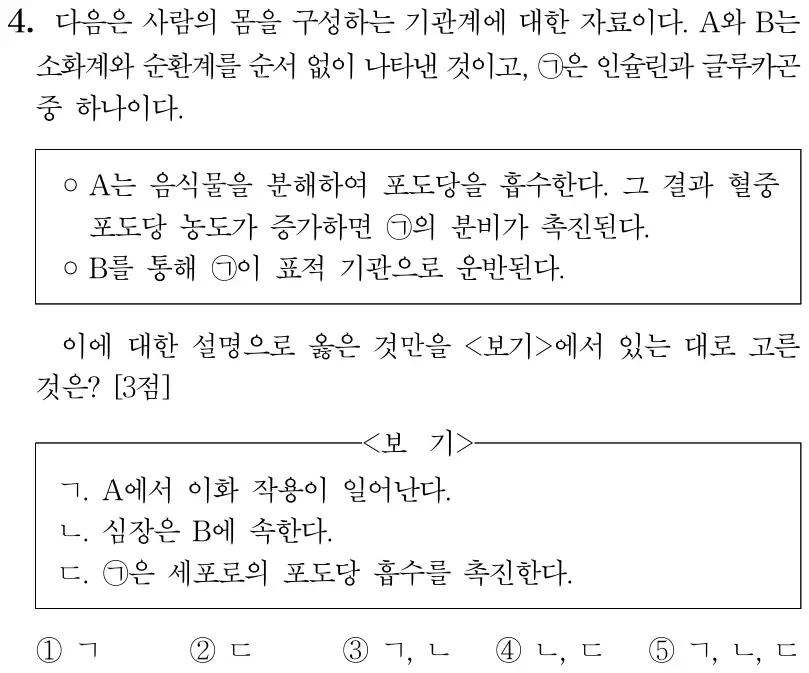 4. 다음은 사람의 몸을 구성하는 기관계에 대한 자료이다. A와 B는
소화계와 순환계를 순서 없이 나타낸 것이고, ㉠은 인슐린과 글루카곤
중 하나이다.
○ A는 음식물을 분해하여 포도당을 흡수한다. 그 결과 혈중
포도당 농도가 증가하면 ㉠의 분비가 촉진된다.
○ B를 통해 ㉠이 표적 기관으로 운반된다.
이에 대한 설명으로 옳은 것만을 <보기>에서 있는 대로 고른
것은? [3점]
<보 기>
ㄱ. A에서 이화 작용이 일어난다.
ㄴ. 심장은 B에 속한다.
ㄷ. ㉠은 세포로의 포도당 흡수를 촉진한다.
① ㄱ ② ㄷ ③ ㄱ, ㄴ ④ ㄴ, ㄷ ⑤ ㄱ, ㄴ, ㄷ